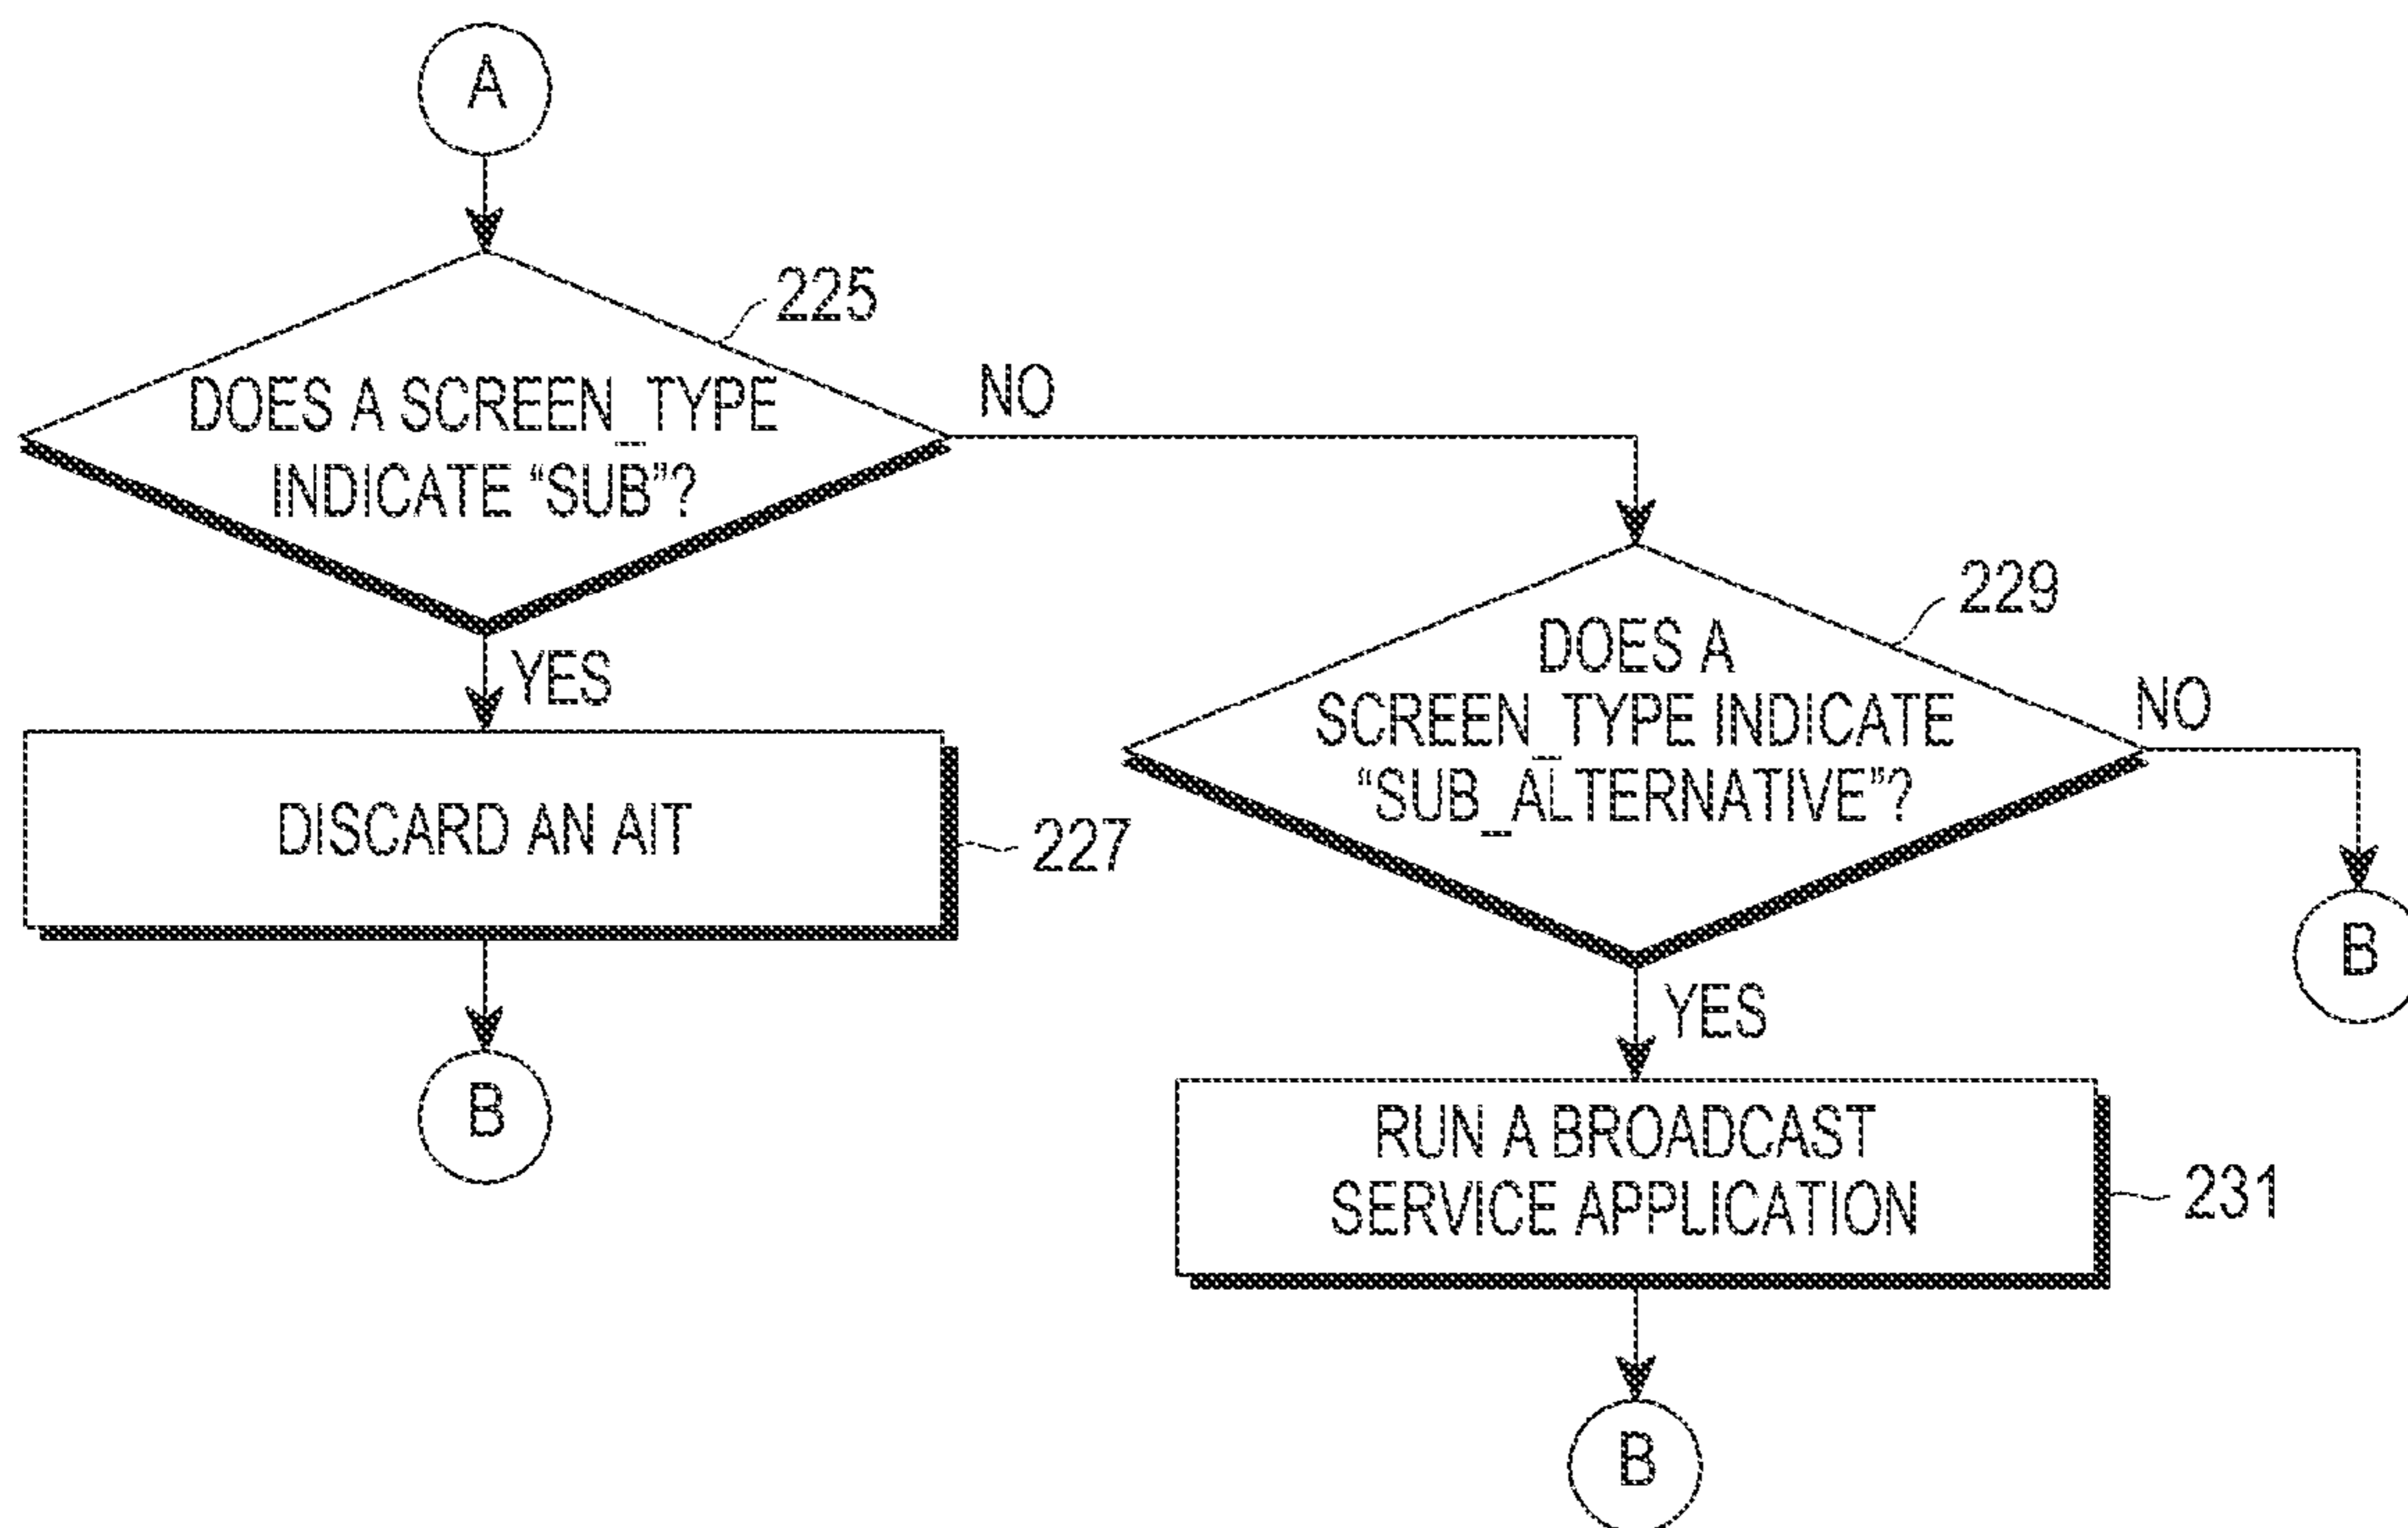 A
225
DOES A SCREEN_TYPE
INDICATE “SUB”?
NO
YES
DISCARD AN AIT
227
B
229
DOES A
SCREEN_TYPE INDICATE
“SUB_ALTERNATIVE”?
NO
B
YES
RUN A BROADCAST
SERVICE APPLICATION
231
B